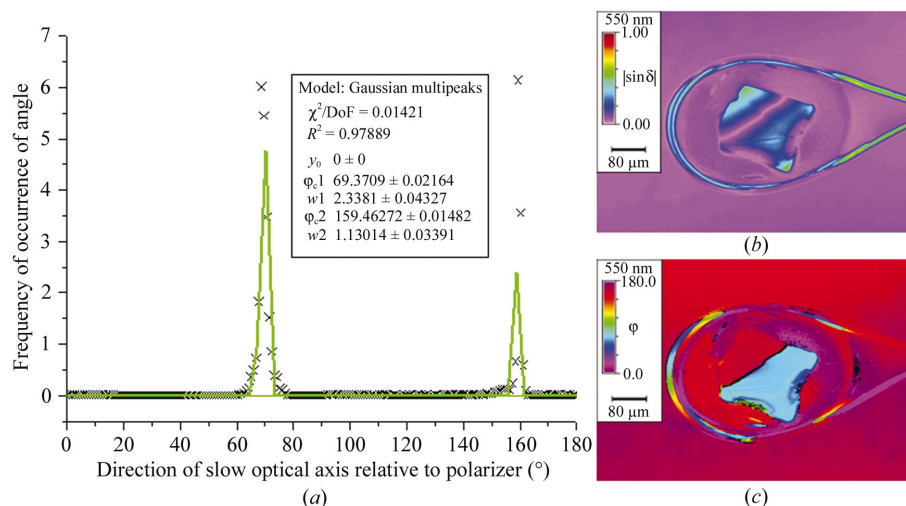 7
6
5
4
3
2
1
0
Frequency of occurrence of angle
Model: Gaussian multipeaks
χ²/DoF = 0.01421
R² = 0.97889
y₀ 0 ± 0
φc1 69.3709 ± 0.02164
w1 2.3381 ± 0.04327
φc2 159.46272 ± 0.01482
w2 1.13014 ± 0.03391
0 20 40 60 80 100 120 140 160 180
Direction of slow optical axis relative to polarizer (°)
(a)
550 nm
1.00
|sin δ|
0.00
80 μm
(b)
550 nm
180.0
φ
0.0
80 μm
(c)